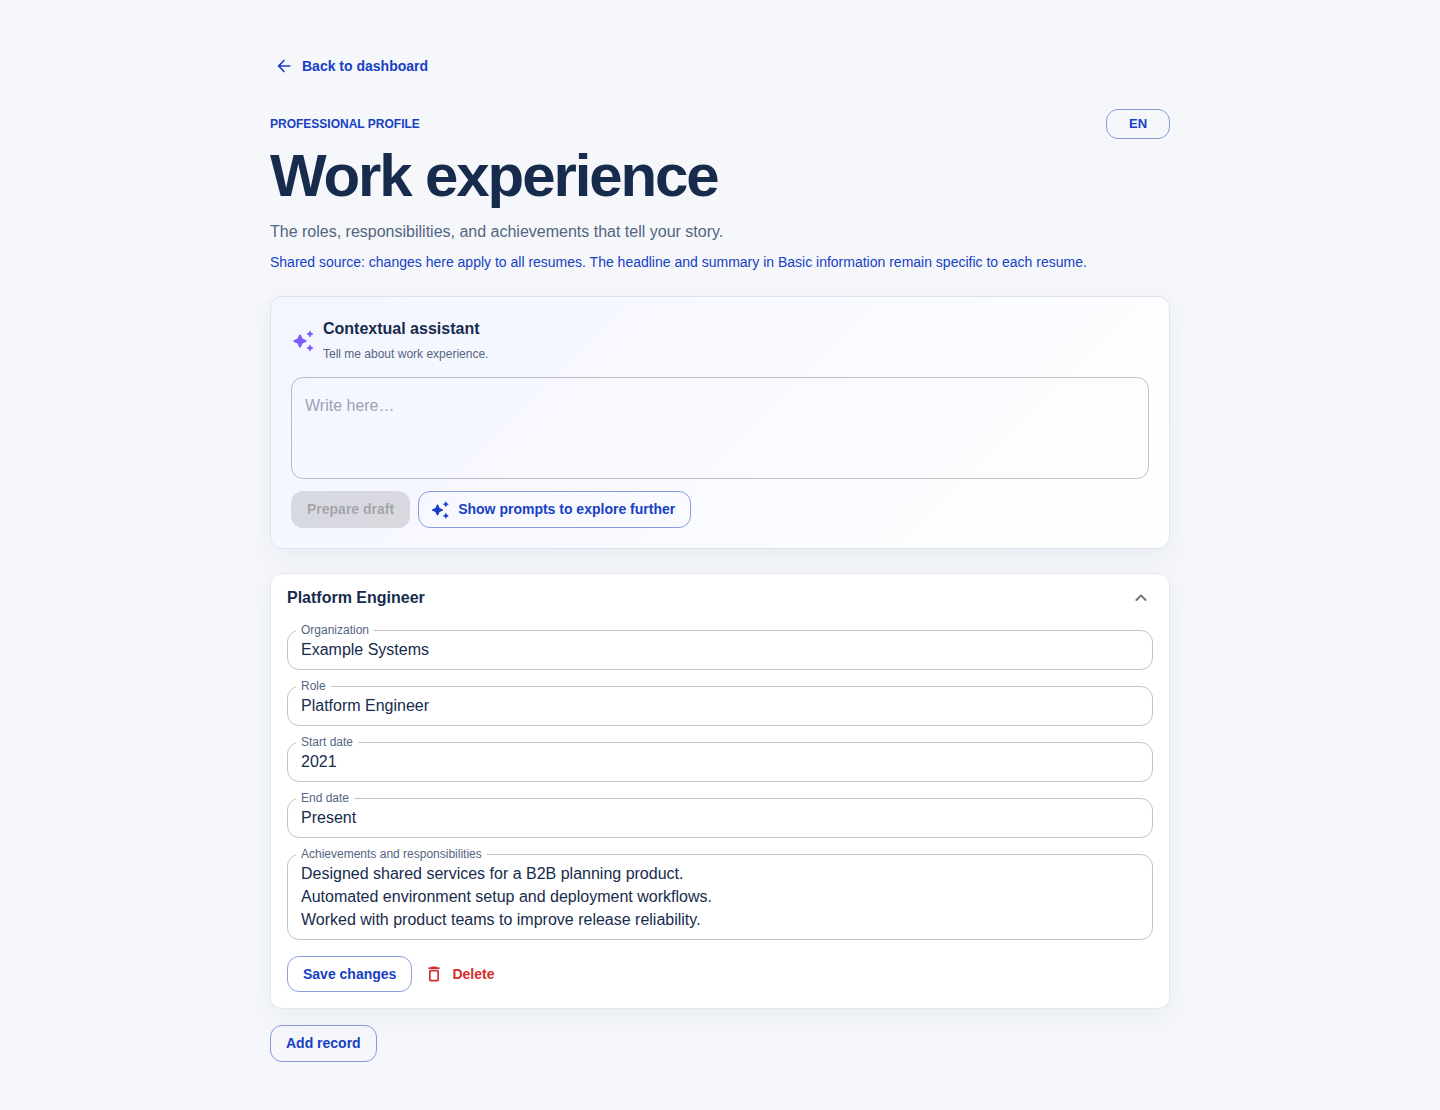 Back to dashboard
PROFESSIONAL PROFILE
EN
Work experience
The roles, responsibilities, and achievements that tell your story.
Shared source: changes here apply to all resumes. The headline and summary in Basic information remain specific to each resume.
Contextual assistant
Tell me about work experience.
Write here…
Prepare draft
Show prompts to explore further
Platform Engineer
Organization
Example Systems
Role
Platform Engineer
Start date
2021
End date
Present
Achievements and responsibilities
Designed shared services for a B2B planning product.
Automated environment setup and deployment workflows.
Worked with product teams to improve release reliability.
Save changes
Delete
Add record